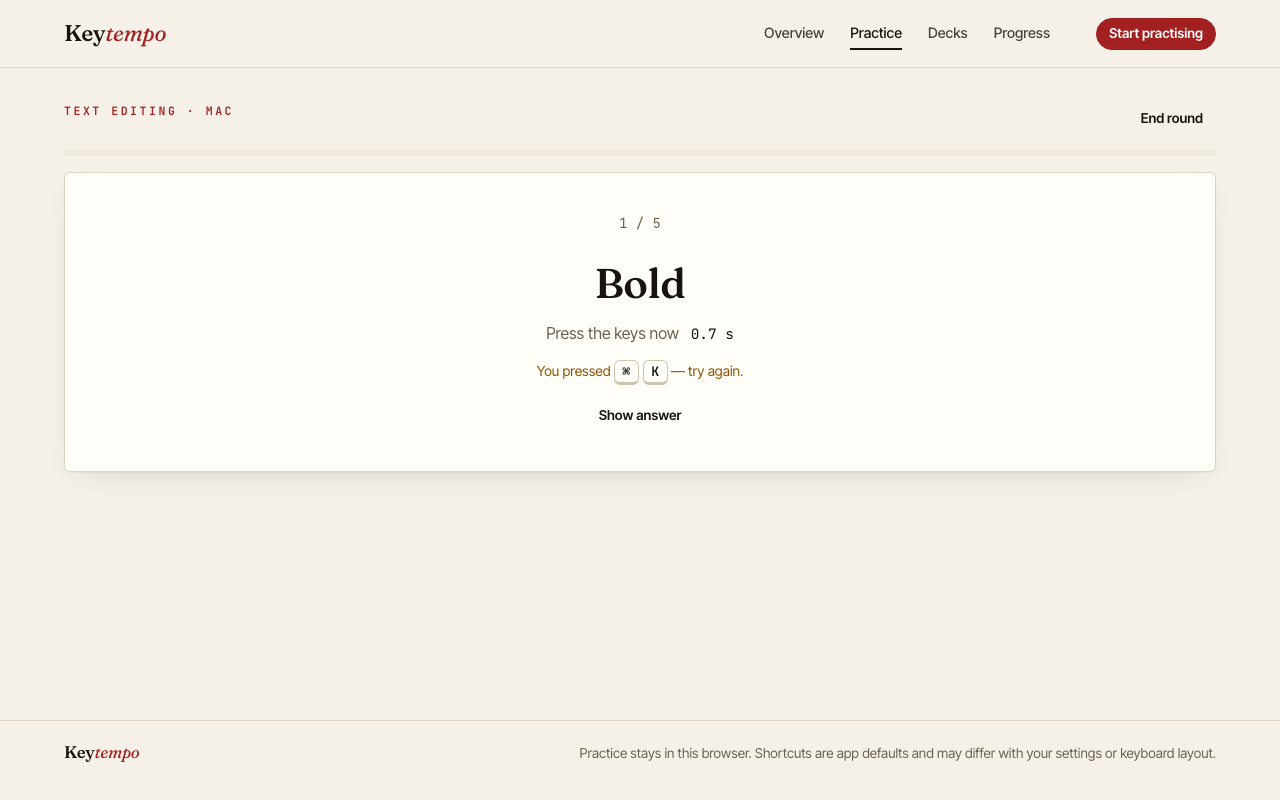 Keytempo
Overview Practice Decks Progress Start practising
TEXT EDITING · MAC
End round
1 / 5
Bold
Press the keys now 0.7 s
You pressed ⌘ K — try again.
Show answer
Keytempo
Practice stays in this browser. Shortcuts are app defaults and may differ with your settings or keyboard layout.